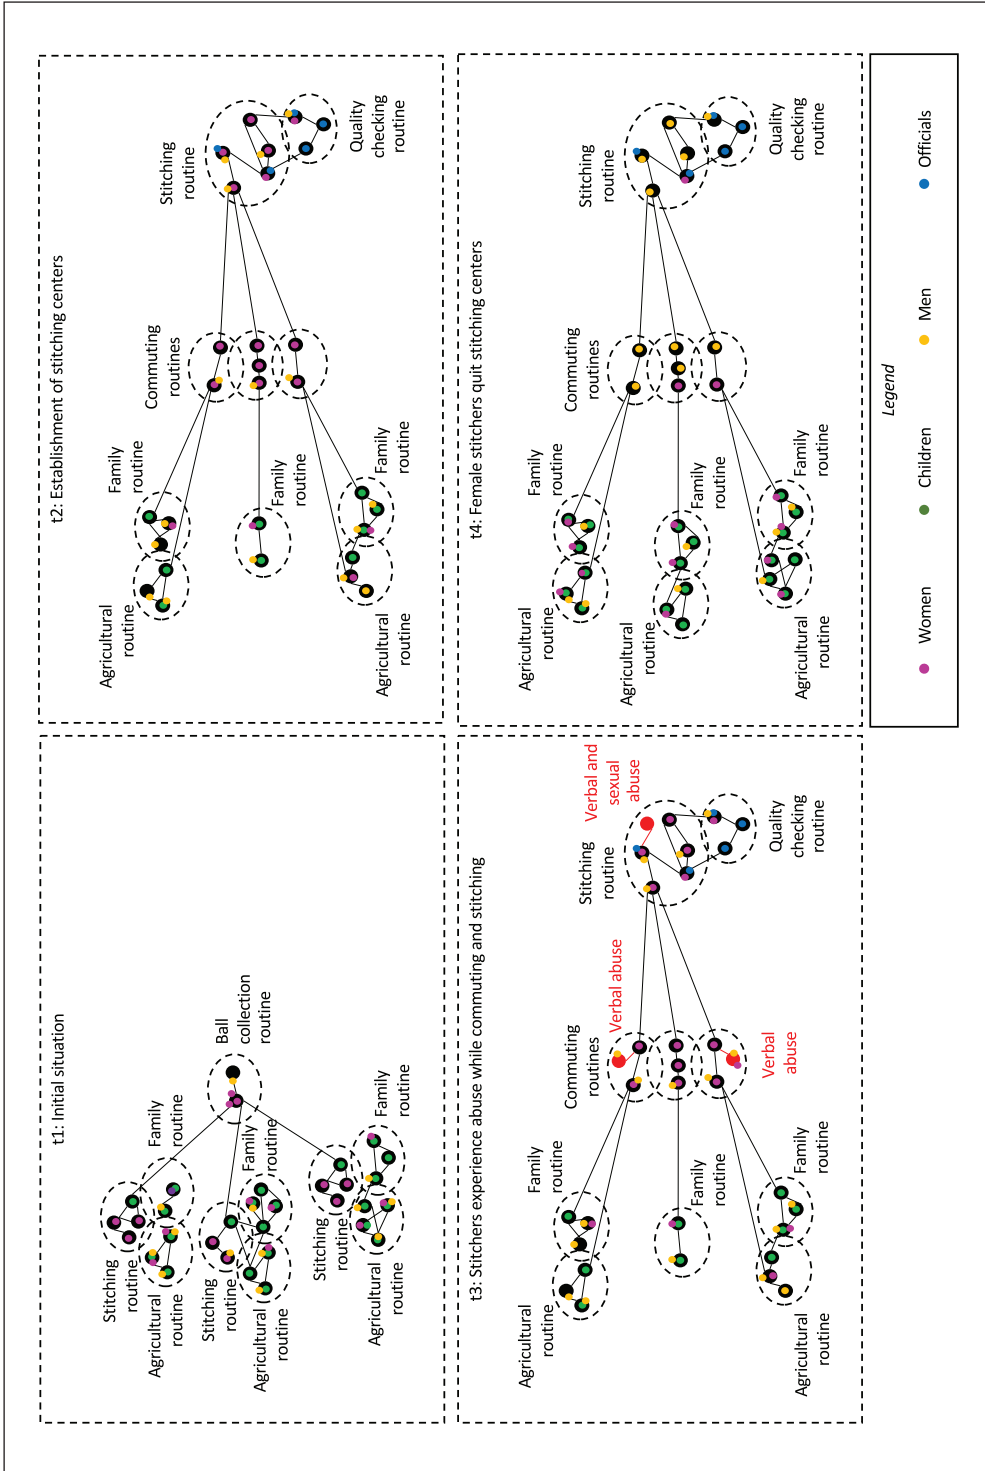 t1: Initial situation
Stitching
routine
Family
routine
Agricultural
routine
Ball
collection
routine
Stitching
routine
Family
routine
Agricultural
routine
Stitching
routine
Family
routine
Agricultural
routine
t2: Establishment of stitching centers
Agricultural
routine
Family
routine
Commuting
routines
Stitching
routine
Family
routine
Quality
checking
routine
Agricultural
routine
Family
routine
t3: Stitchers experience abuse while commuting and stitching
Agricultural
routine
Family
routine
Commuting
routines
Verbal abuse
Stitching
routine
Verbal and
sexual
abuse
Family
routine
Verbal
abuse
Quality
checking
routine
Agricultural
routine
Family
routine
t4: Female stitchers quit stitching centers
Agricultural
routine
Family
routine
Commuting
routines
Stitching
routine
Agricultural
routine
Family
routine
Quality
checking
routine
Agricultural
routine
Family
routine
Legend
Women
Children
Men
Officials